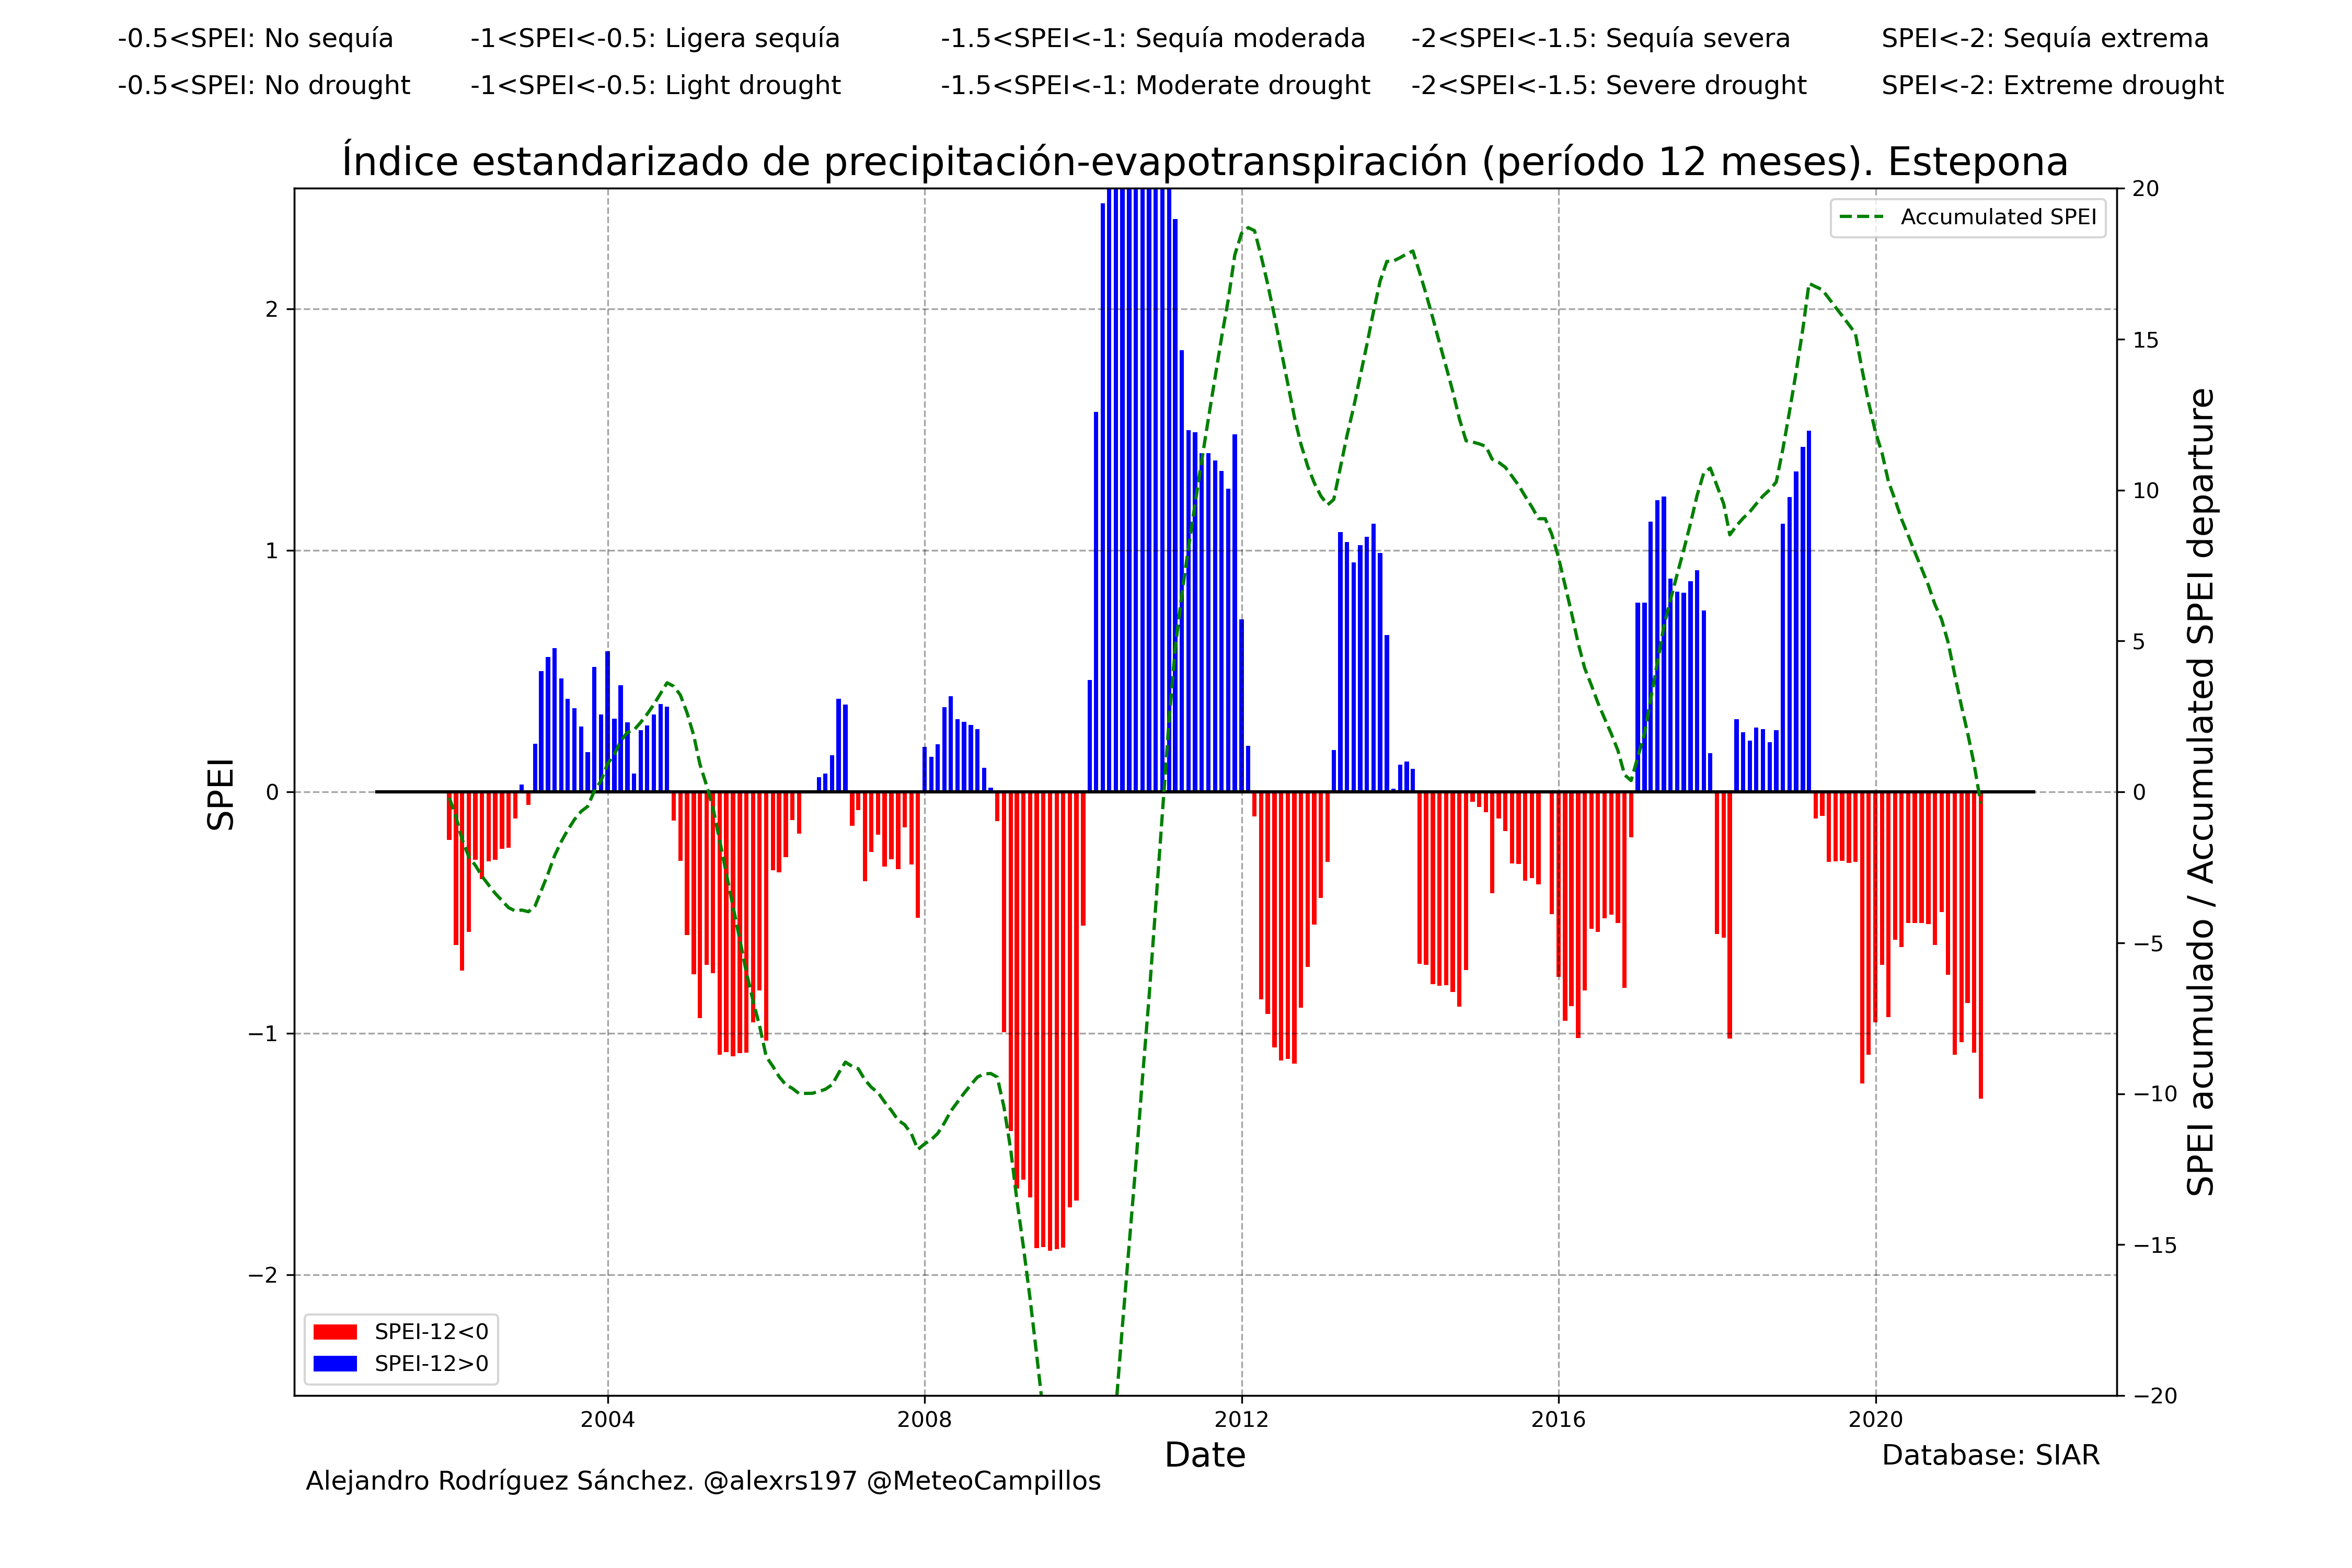 -0.5<SPEI: No sequía -1<SPEI<-0.5: Ligera sequía -1.5<SPEI<-1: Sequía moderada -2<SPEI<-1.5: Sequía severa SPEI<-2: Sequía extrema
-0.5<SPEI: No drought -1<SPEI<-0.5: Light drought -1.5<SPEI<-1: Moderate drought -2<SPEI<-1.5: Severe drought SPEI<-2: Extreme drought
Índice estandarizado de precipitación-evapotranspiración (período 12 meses). Estepona
Accumulated SPEI
SPEI
2
1
0
−1
−2
20
15
10
5
0
−5
−10
−15
−20
SPEI acumulado / Accumulated SPEI departure
SPEI-12<0
SPEI-12>0
2004 2008 2012 2016 2020
Date
Database: SIAR
Alejandro Rodríguez Sánchez. @alexrs197 @MeteoCampillos